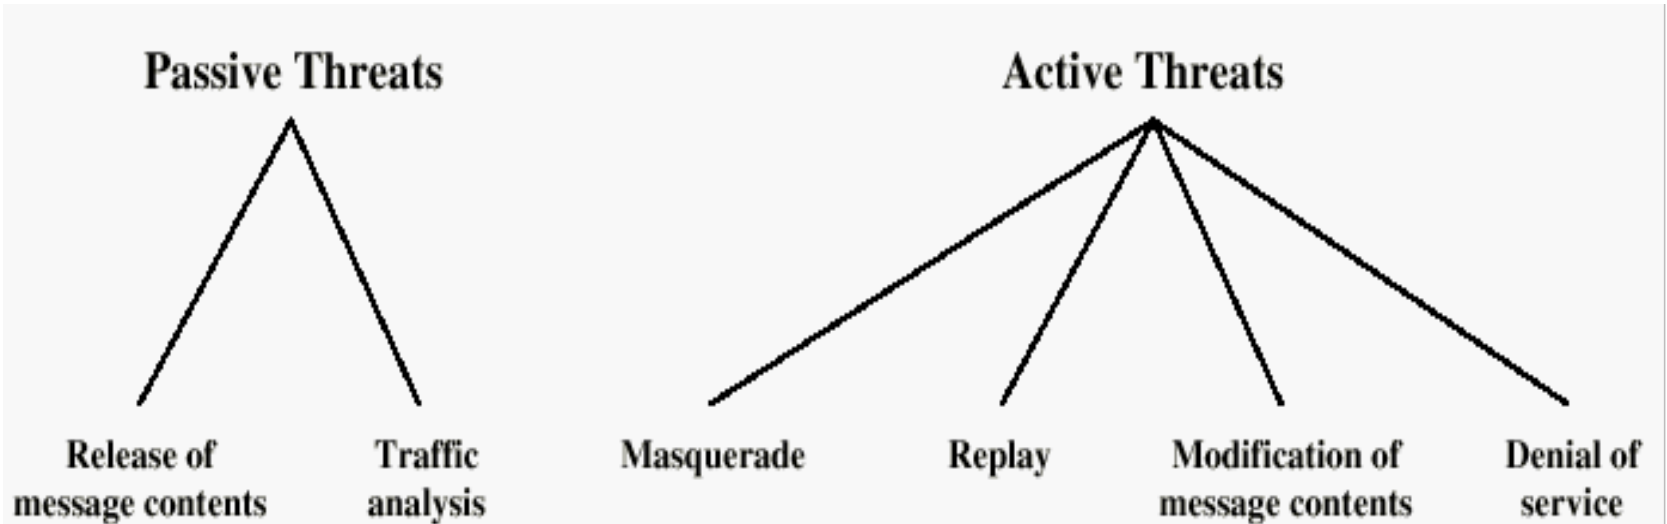 Passive Threats
Active Threats
Release of
message contents
Traffic
analysis
Masquerade
Replay
Modification of
message contents
Denial of
service